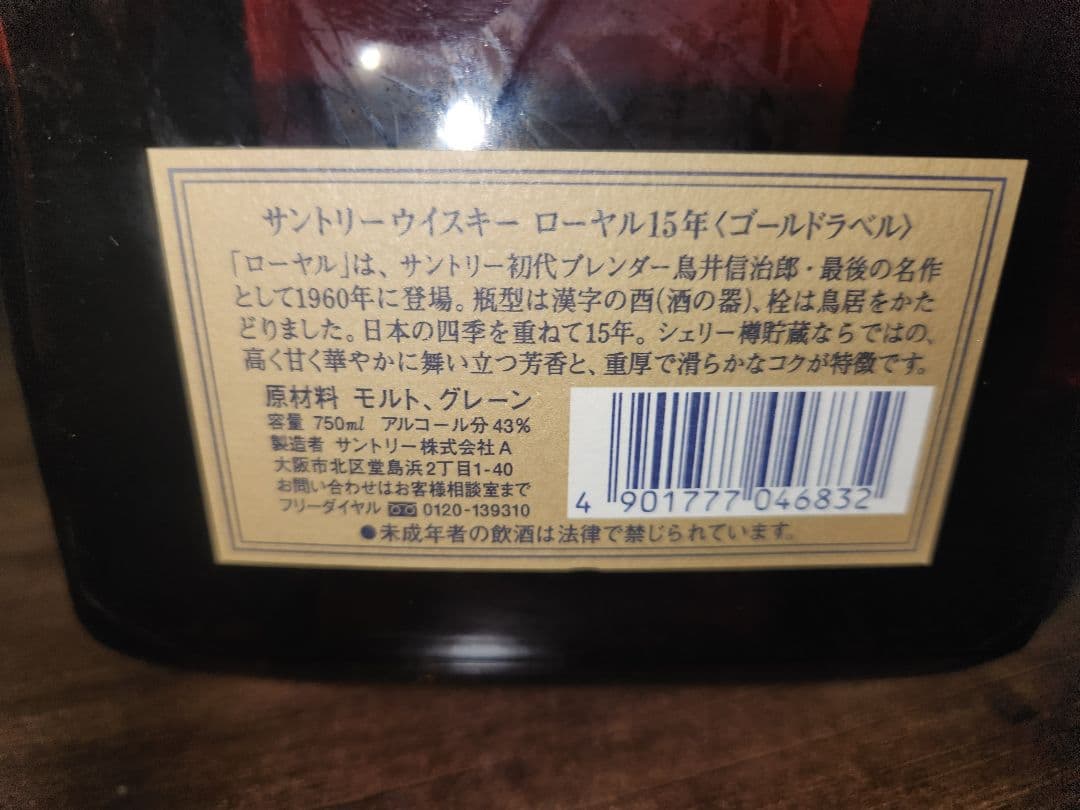 サントリーウイスキー ローヤル15年〈ゴールドラベル〉
「ローヤル」は、サントリー初代ブレンダー鳥井信治郎・最後の名作
として1960年に登場。瓶型は漢字の酉(酒の器)、栓は鳥居をかた
どりました。日本の四季を重ねて15年。シェリー樽貯蔵ならではの、
高く甘く華やかに舞い立つ芳香と、重厚で滑らかなコクが特徴です。
原材料 モルト、グレーン
容量 750ml アルコール分43%
製造者 サントリー株式会社A
大阪市北区堂島浜2丁目1-40
お問い合わせはお客様相談室まで
フリーダイヤル 0120-139310
4 901777 046832
●未成年者の飲酒は法律で禁じられています。